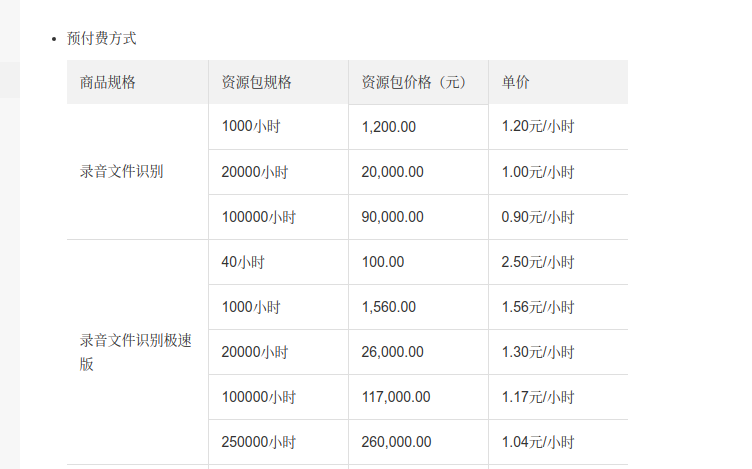 预付费方式
商品规格 资源包规格 资源包价格（元） 单价
录音文件识别
1000小时 1,200.00 1.20元/小时
20000小时 20,000.00 1.00元/小时
100000小时 90,000.00 0.90元/小时
录音文件识别极速
版
40小时 100.00 2.50元/小时
1000小时 1,560.00 1.56元/小时
20000小时 26,000.00 1.30元/小时
100000小时 117,000.00 1.17元/小时
250000小时 260,000.00 1.04元/小时